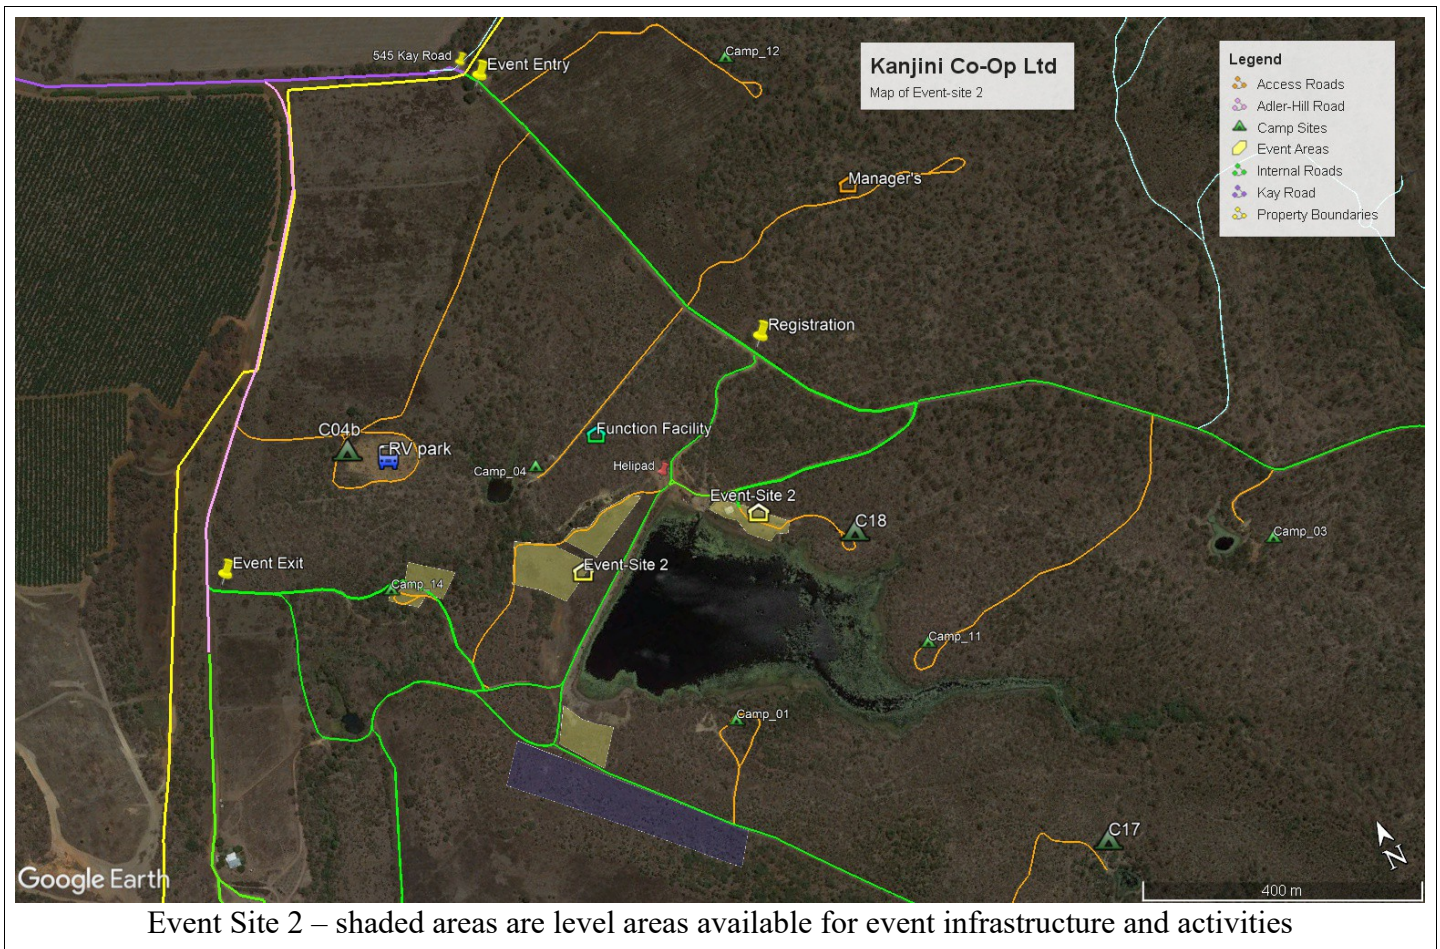 545 Kay Road
Event Entry
Camp_12
Kanjini Co-Op Ltd
Map of Event-site 2
Legend
Access Roads
Adler-Hill Road
Camp Sites
Event Areas
Internal Roads
Kay Road
Property Boundaries
Manager's
Registration
C04b
RV park
Function Facility
Camp_04
Helipad
Event-Site 2
C18
Camp_03
Event Exit
Camp_14
Event-Site 2
Camp_11
Camp_01
C17
N
Google Earth
400 m
Event Site 2 – shaded areas are level areas available for event infrastructure and activities